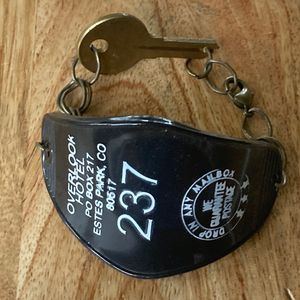 OVERLOOK
HOTEL
PO BOX 217
ESTES PARK, CO
80517
237
DROP IN ANY MAILBOX
WE
GUARANTEE
POSTAGE